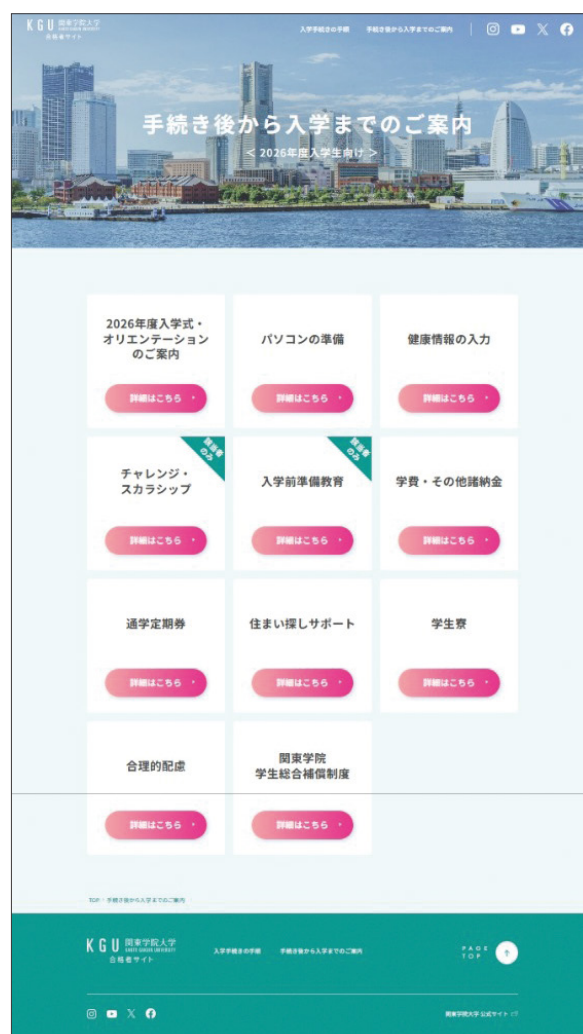 KGU 関東学院大学
合格者サイト
入学手続きの手順 手続き後から入学までのご案内
手続き後から入学までのご案内
< 2026年度入学生向け >
2026年度入学式・
オリエンテーション
のご案内
詳細はこちら
パソコンの準備
詳細はこちら
健康情報の入力
詳細はこちら
該当者
のみ
チャレンジ・
スカラシップ
詳細はこちら
該当者
のみ
入学前準備教育
詳細はこちら
学費・その他諸納金
詳細はこちら
通学定期券
詳細はこちら
住まい探しサポート
詳細はこちら
学生寮
詳細はこちら
合理的配慮
詳細はこちら
関東学院
学生総合補償制度
詳細はこちら
TOP · 手続き後から入学までのご案内
KGU 関東学院大学
KANTO GAKUIN UNIVERSITY
合格者サイト
入学手続きの手順 手続き後から入学までのご案内
PAGE
TOP
関東学院大学 公式サイト